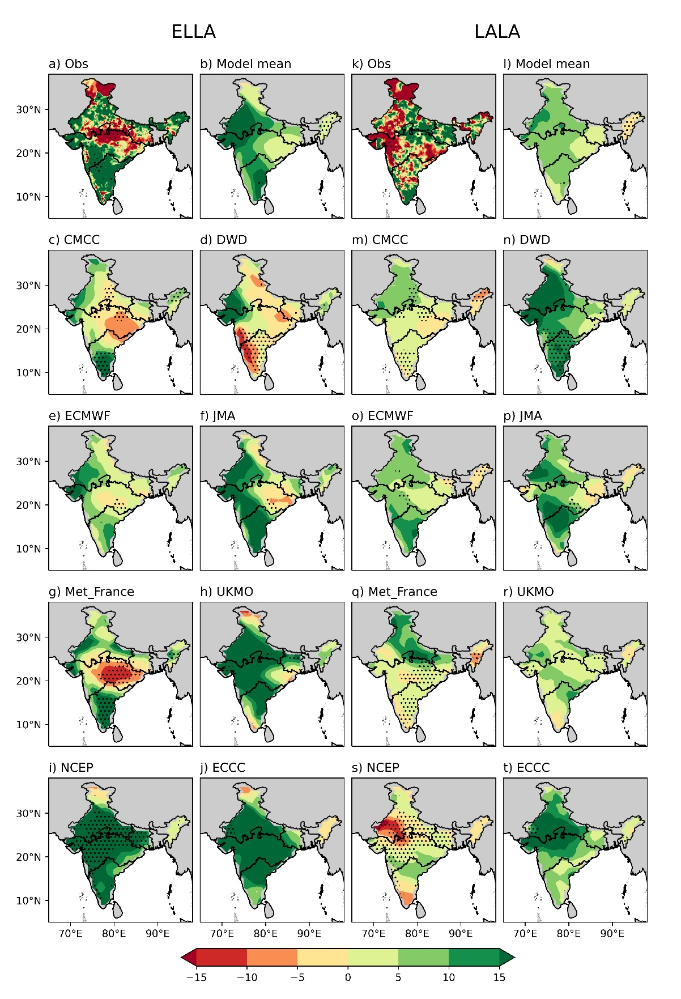 ELLA LALA
a) Obs b) Model mean k) Obs l) Model mean
30°N
20°N
10°N
c) CMCC d) DWD m) CMCC n) DWD
30°N
20°N
10°N
e) ECMWF f) JMA o) ECMWF p) JMA
30°N
20°N
10°N
g) Met_France h) UKMO q) Met_France r) UKMO
30°N
20°N
10°N
i) NCEP j) ECCC s) NCEP t) ECCC
30°N
20°N
10°N
70°E 80°E 90°E 70°E 80°E 90°E 70°E 80°E 90°E 70°E 80°E 90°E
−15 −10 −5 0 5 10 15